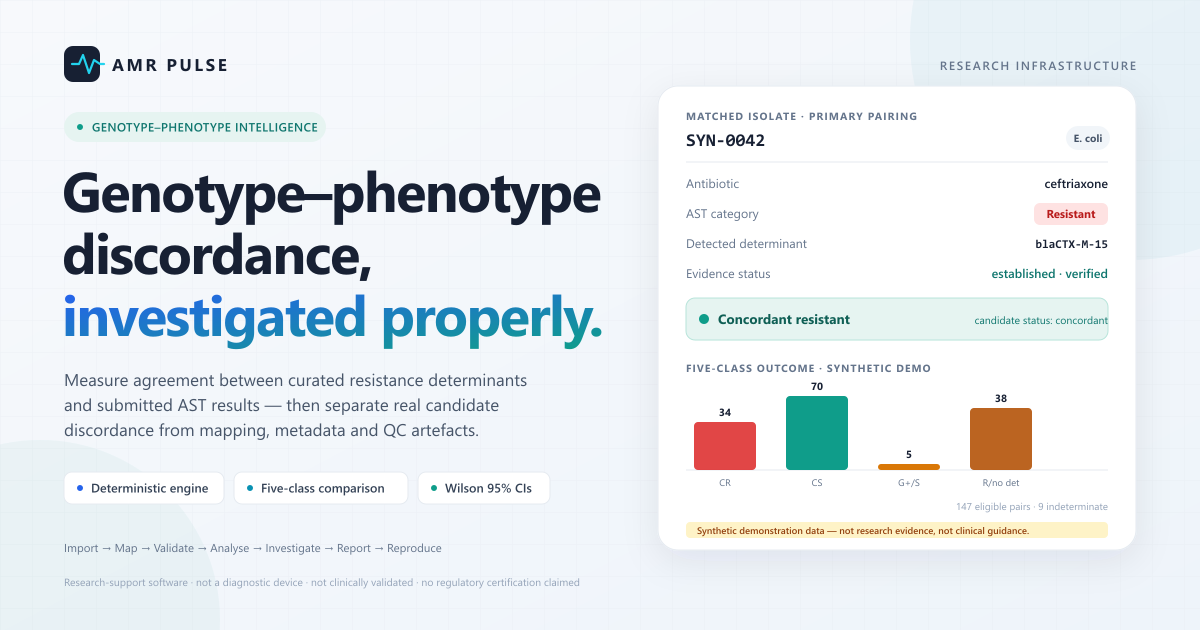 AMR PULSE
RESEARCH INFRASTRUCTURE
GENOTYPE–PHENOTYPE INTELLIGENCE
Genotype–phenotype
discordance,
investigated properly.
Measure agreement between curated resistance determinants
and submitted AST results — then separate real candidate
discordance from mapping, metadata and QC artefacts.
Deterministic engine
Five-class comparison
Wilson 95% CIs
Import → Map → Validate → Analyse → Investigate → Report → Reproduce
Research-support software · not a diagnostic device · not clinically validated · no regulatory certification claimed
MATCHED ISOLATE · PRIMARY PAIRING
SYN-0042
E. coli
Antibiotic ceftriaxone
AST category Resistant
Detected determinant blaCTX-M-15
Evidence status established · verified
Concordant resistant candidate status: concordant
FIVE-CLASS OUTCOME · SYNTHETIC DEMO
34 70 5 38
CR CS G+/S R/no det
147 eligible pairs · 9 indeterminate
Synthetic demonstration data — not research evidence, not clinical guidance.